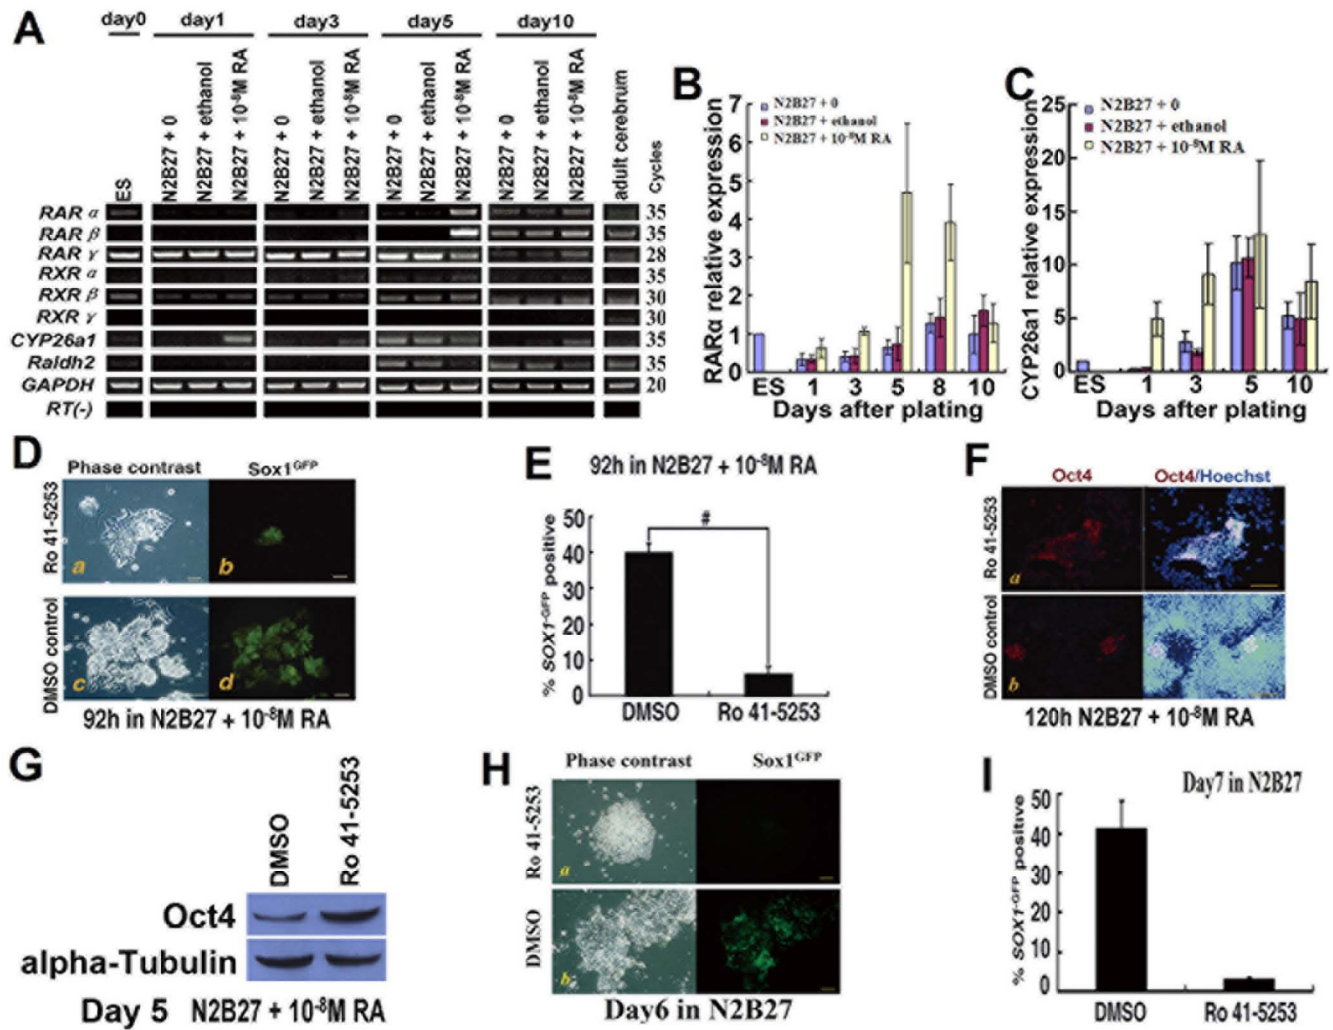 A
day0 day1 day3 day5 day10
ES
N2B27 + 0
N2B27 + ethanol
N2B27 + 10⁻⁸M RA
N2B27 + 0
N2B27 + ethanol
N2B27 + 10⁻⁸M RA
N2B27 + 0
N2B27 + ethanol
N2B27 + 10⁻⁸M RA
N2B27 + 0
N2B27 + ethanol
N2B27 + 10⁻⁸M RA
adult cerebrum
Cycles
RAR α 35
RAR β 35
RAR γ 28
RXR α 35
RXR β 30
RXR γ 30
CYP26a1 35
Raldh2 35
GAPDH 20
RT(-)
B
RARα relative expression
7
6
5
4
3
2
1
0
N2B27 + 0
N2B27 + ethanol
N2B27 + 10⁻⁸M RA
ES 1 3 5 8 10
Days after plating
C
CYP26a1 relative expression
25
20
15
10
5
0
N2B27 + 0
N2B27 + ethanol
N2B27 + 10⁻⁸M RA
ES 1 3 5 10
Days after plating
D
Phase contrast Sox1ᴳᶠᴾ
Ro 41-5253
a b
DMSO control
c d
92h in N2B27 + 10⁻⁸M RA
E
92h in N2B27 + 10⁻⁸M RA
% SOX1⁻ᴳᶠᴾ positive
50
40
30
20
10
0
#
DMSO Ro 41-5253
F
Oct4 Oct4/Hoechst
Ro 41-5253
a
DMSO control
b
120h N2B27 + 10⁻⁸M RA
G
DMSO
Ro 41-5253
Oct4
alpha-Tubulin
Day 5 N2B27 + 10⁻⁸M RA
H
Phase contrast Sox1ᴳᶠᴾ
Ro 41-5253
a
DMSO
b
Day6 in N2B27
I
Day7 in N2B27
% SOX1⁻ᴳᶠᴾ positive
50
40
30
20
10
0
DMSO Ro 41-5253